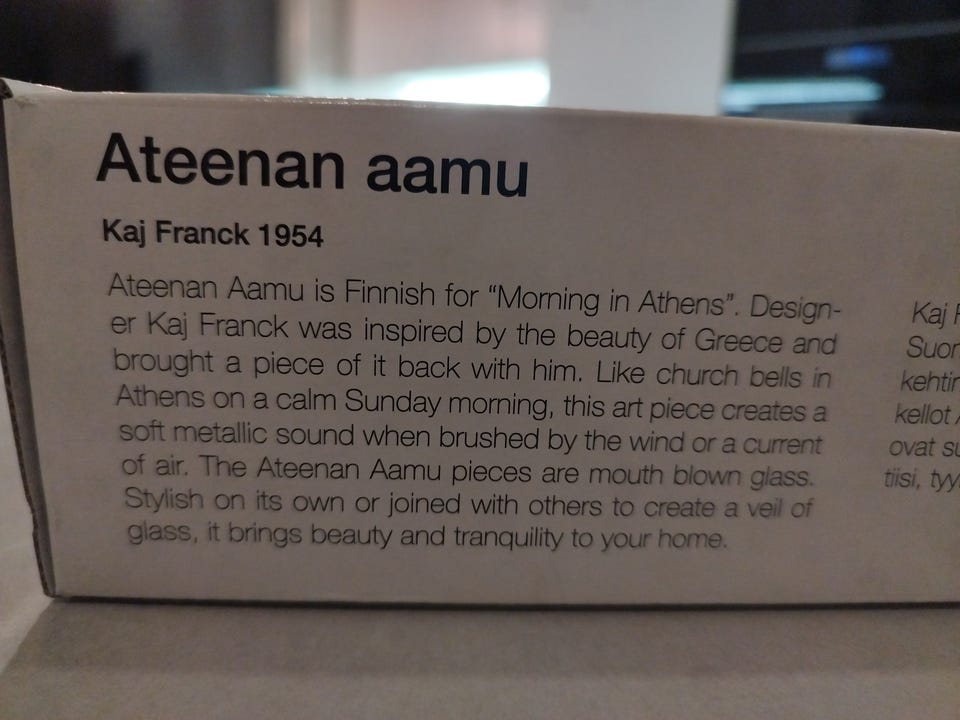 Ateenan aamu
Kaj Franck 1954
Ateenan Aamu is Finnish for “Morning in Athens”. Design-
er Kaj Franck was inspired by the beauty of Greece and
brought a piece of it back with him. Like church bells in
Athens on a calm Sunday morning, this art piece creates a
soft metallic sound when brushed by the wind or a current
of air. The Ateenan Aamu pieces are mouth blown glass.
Stylish on its own or joined with others to create a veil of
glass, it brings beauty and tranquility to your home.
Kaj
kellot
ovat
tiisi,